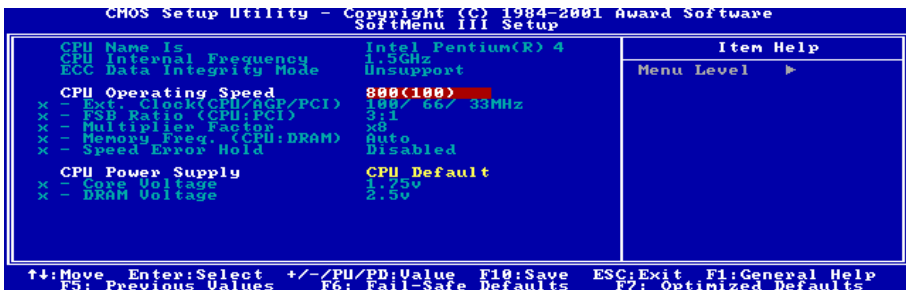 CMOS Setup Utility – Copyright (C) 1984-2001 Award Software
SoftMenu III Setup
CPU Name Is Intel Pentium(R) 4
CPU Internal Frequency 1.5GHz
ECC Data Integrity Mode Unsupport
CPU Operating Speed 800(100)
x - Ext. Clock(CPU/AGP/PCI) 100/ 66/ 33MHz
x - FSB Ratio (CPU:PCI) 3:1
x - Multiplier Factor x8
x - Memory Freq. (CPU:DRAM) Auto
x - Speed Error Hold Disabled
CPU Power Supply CPU Default
x - Core Voltage 1.75v
x - DRAM Voltage 2.5v
Item Help
Menu Level ▶
↑↓:Move Enter:Select +/-/PU/PD:Value F10:Save ESC:Exit F1:General Help
F5: Previous Values F6: Fail-Safe Defaults F7: Optimized Defaults